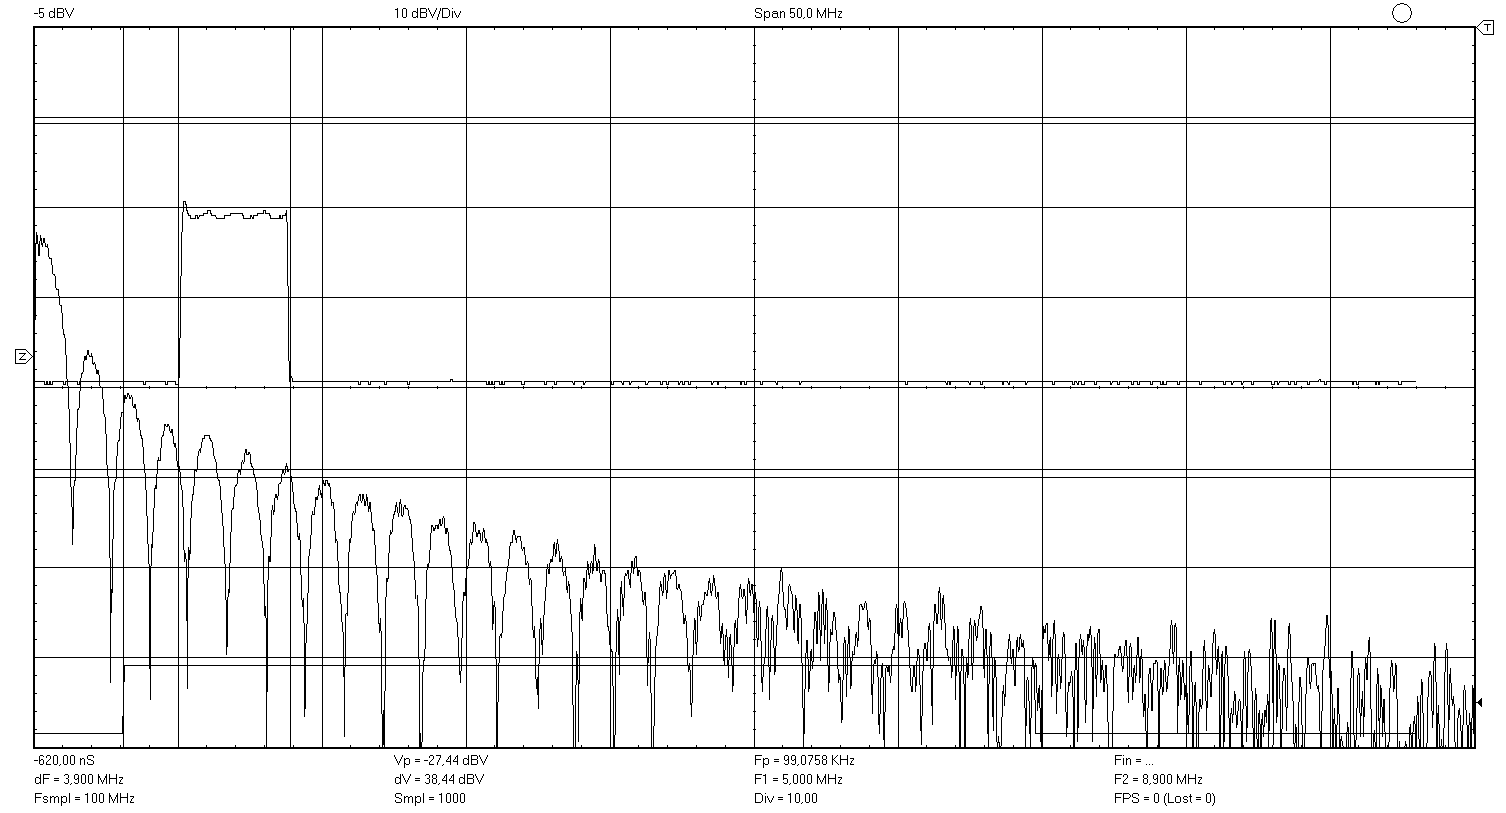 -5 dBV 10 dBV/Div Span 50,0 MHz
T
Z
-620,00 nS Vp = -27,44 dBV Fp = 99,0758 KHz Fin = ...
dF = 3,900 MHz dV = 38,44 dBV F1 = 5,000 MHz F2 = 8,900 MHz
Fsmpl = 100 MHz Smpl = 1000 Div = 10,00 FPS = 0 (Lost = 0)